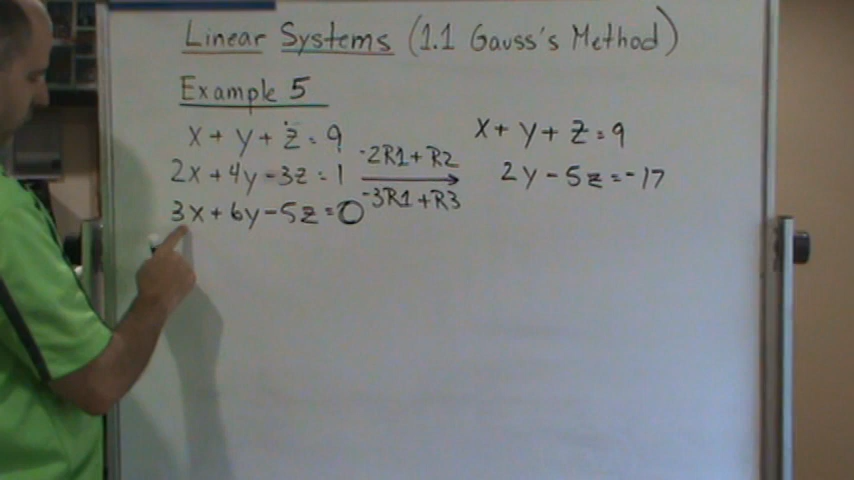 Linear Systems (1.1 Gauss's Method)
Example 5
x + y + z = 9
2x + 4y - 3z = 1
3x + 6y - 5z = 0
-2R1 + R2
-3R1 + R3
x + y + z = 9
2y - 5z = -17